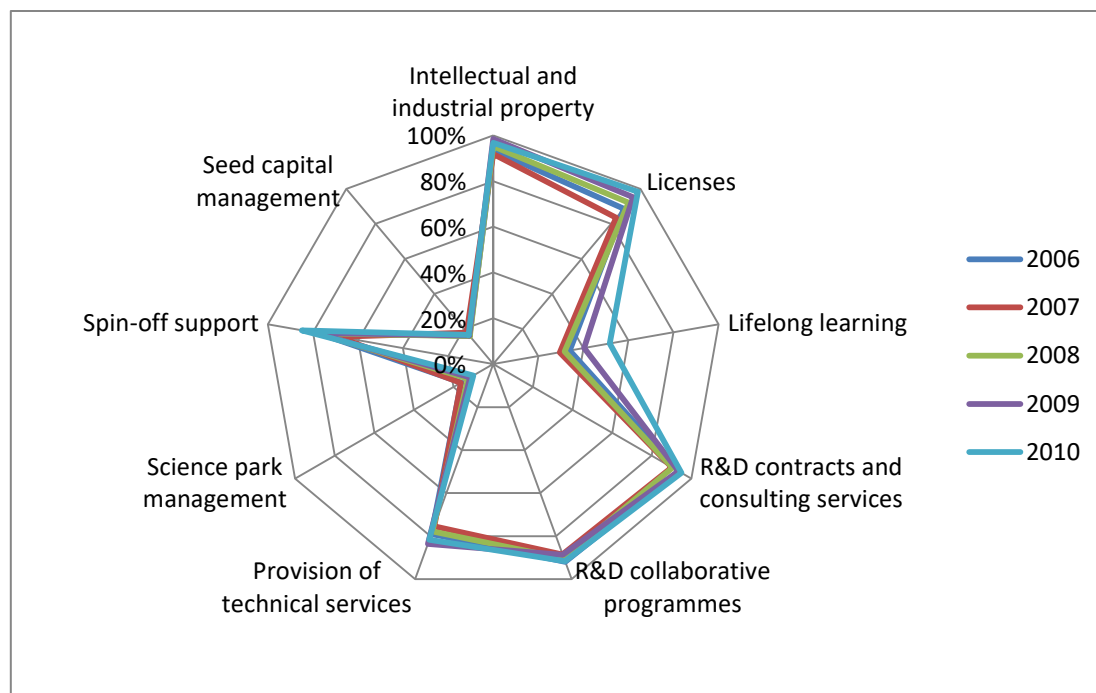 Intellectual and
industrial property
100%
80%
60%
40%
20%
0%
Licenses
Lifelong learning
R&D contracts and
consulting services
R&D collaborative
programmes
Provision of
technical services
Science park
management
Spin-off support
Seed capital
management
2006
2007
2008
2009
2010